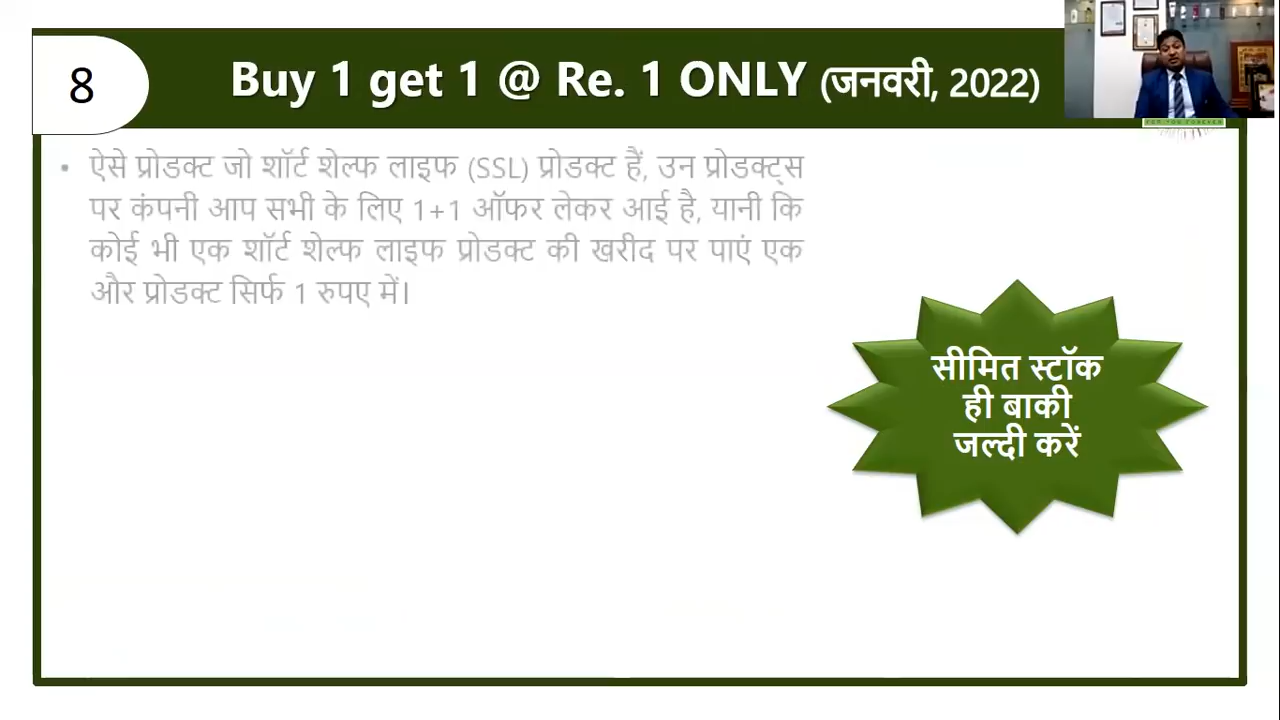 8
Buy 1 get 1 @ Re. 1 ONLY (जनवरी, 2022)
• ऐसे प्रोडक्ट जो शॉर्ट शेल्फ लाइफ (SSL) प्रोडक्ट हैं, उन प्रोडक्ट्स
पर कंपनी आप सभी के लिए 1+1 ऑफर लेकर आई है, यानी कि
कोई भी एक शॉर्ट शेल्फ लाइफ प्रोडक्ट की खरीद पर पाएं एक
और प्रोडक्ट सिर्फ 1 रुपए में।
सीमित स्टॉक
ही बाकी
जल्दी करें